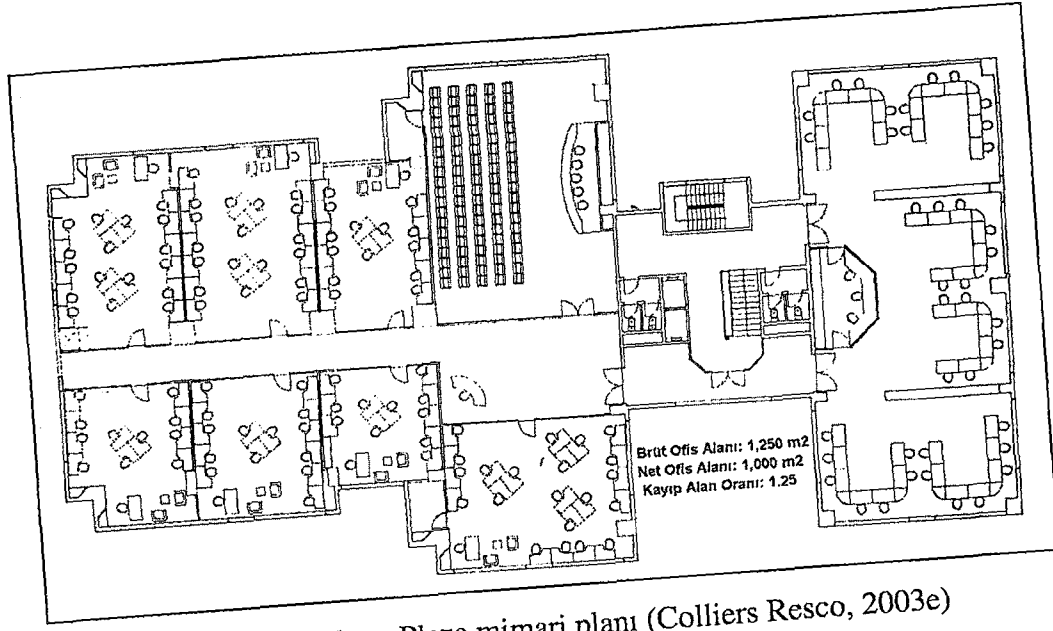 Brüt Ofis Alanı: 1,250 m2
Net Ofis Alanı: 1,000 m2
Kayıp Alan Oranı: 1.25
mimari planı (Colliers Resco, 2003e)